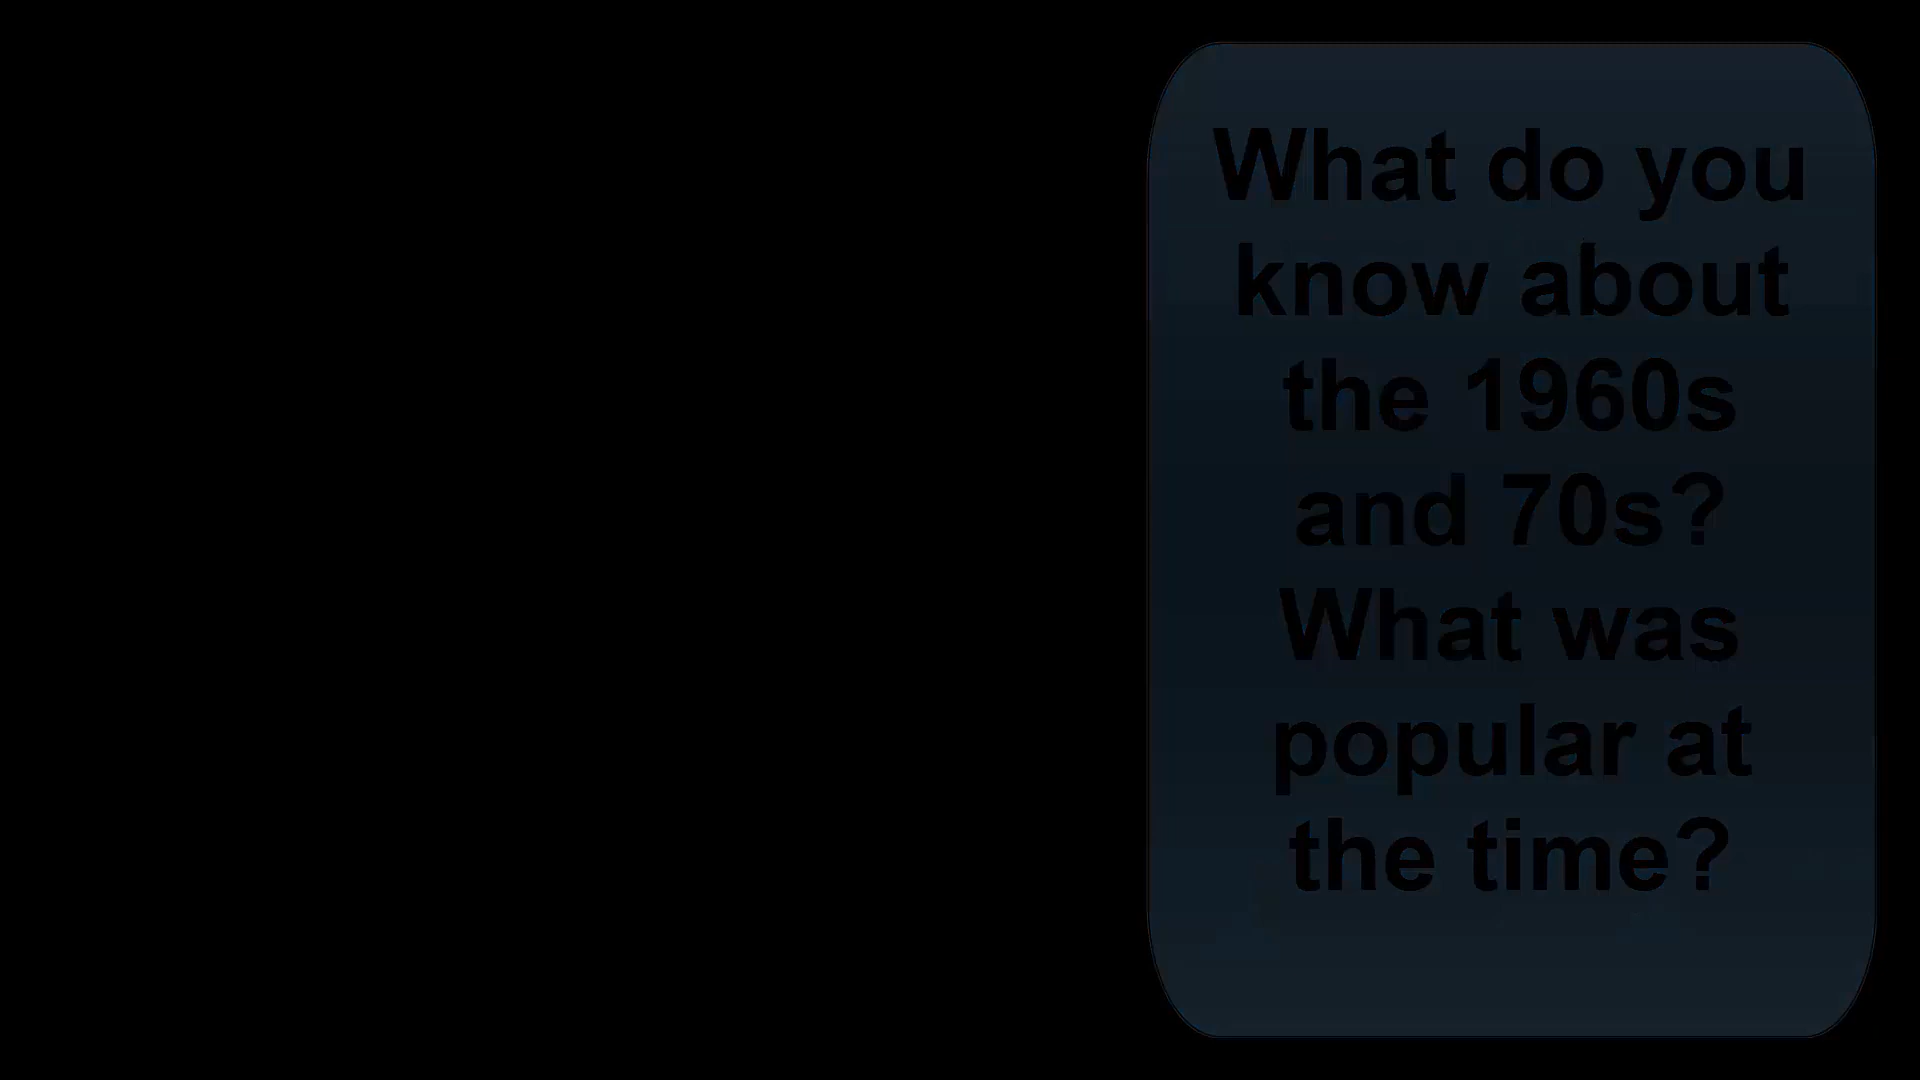 What do you
know about
the 1960s
and 70s?
What was
popular at
the time?